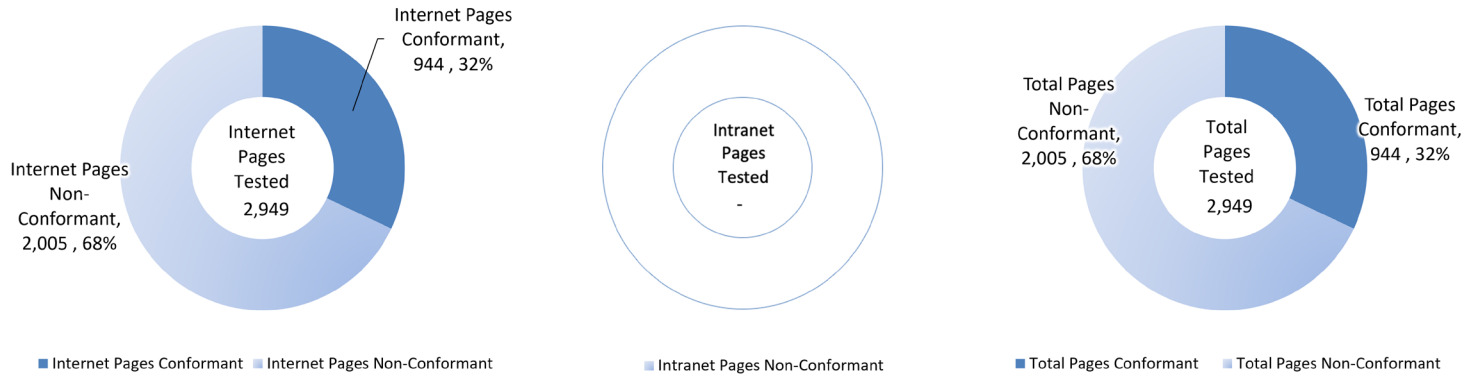 Internet Pages
Conformant,
944 , 32%
Internet
Pages
Tested
2,949
Internet Pages
Non-
Conformant,
2,005 , 68%
■ Internet Pages Conformant ■ Internet Pages Non-Conformant
Intranet
Pages
Tested
-
■ Intranet Pages Non-Conformant
Total Pages
Non-
Conformant,
2,005 , 68%
Total
Pages
Tested
2,949
Total Pages
Conformant,
944 , 32%
■ Total Pages Conformant ■ Total Pages Non-Conformant